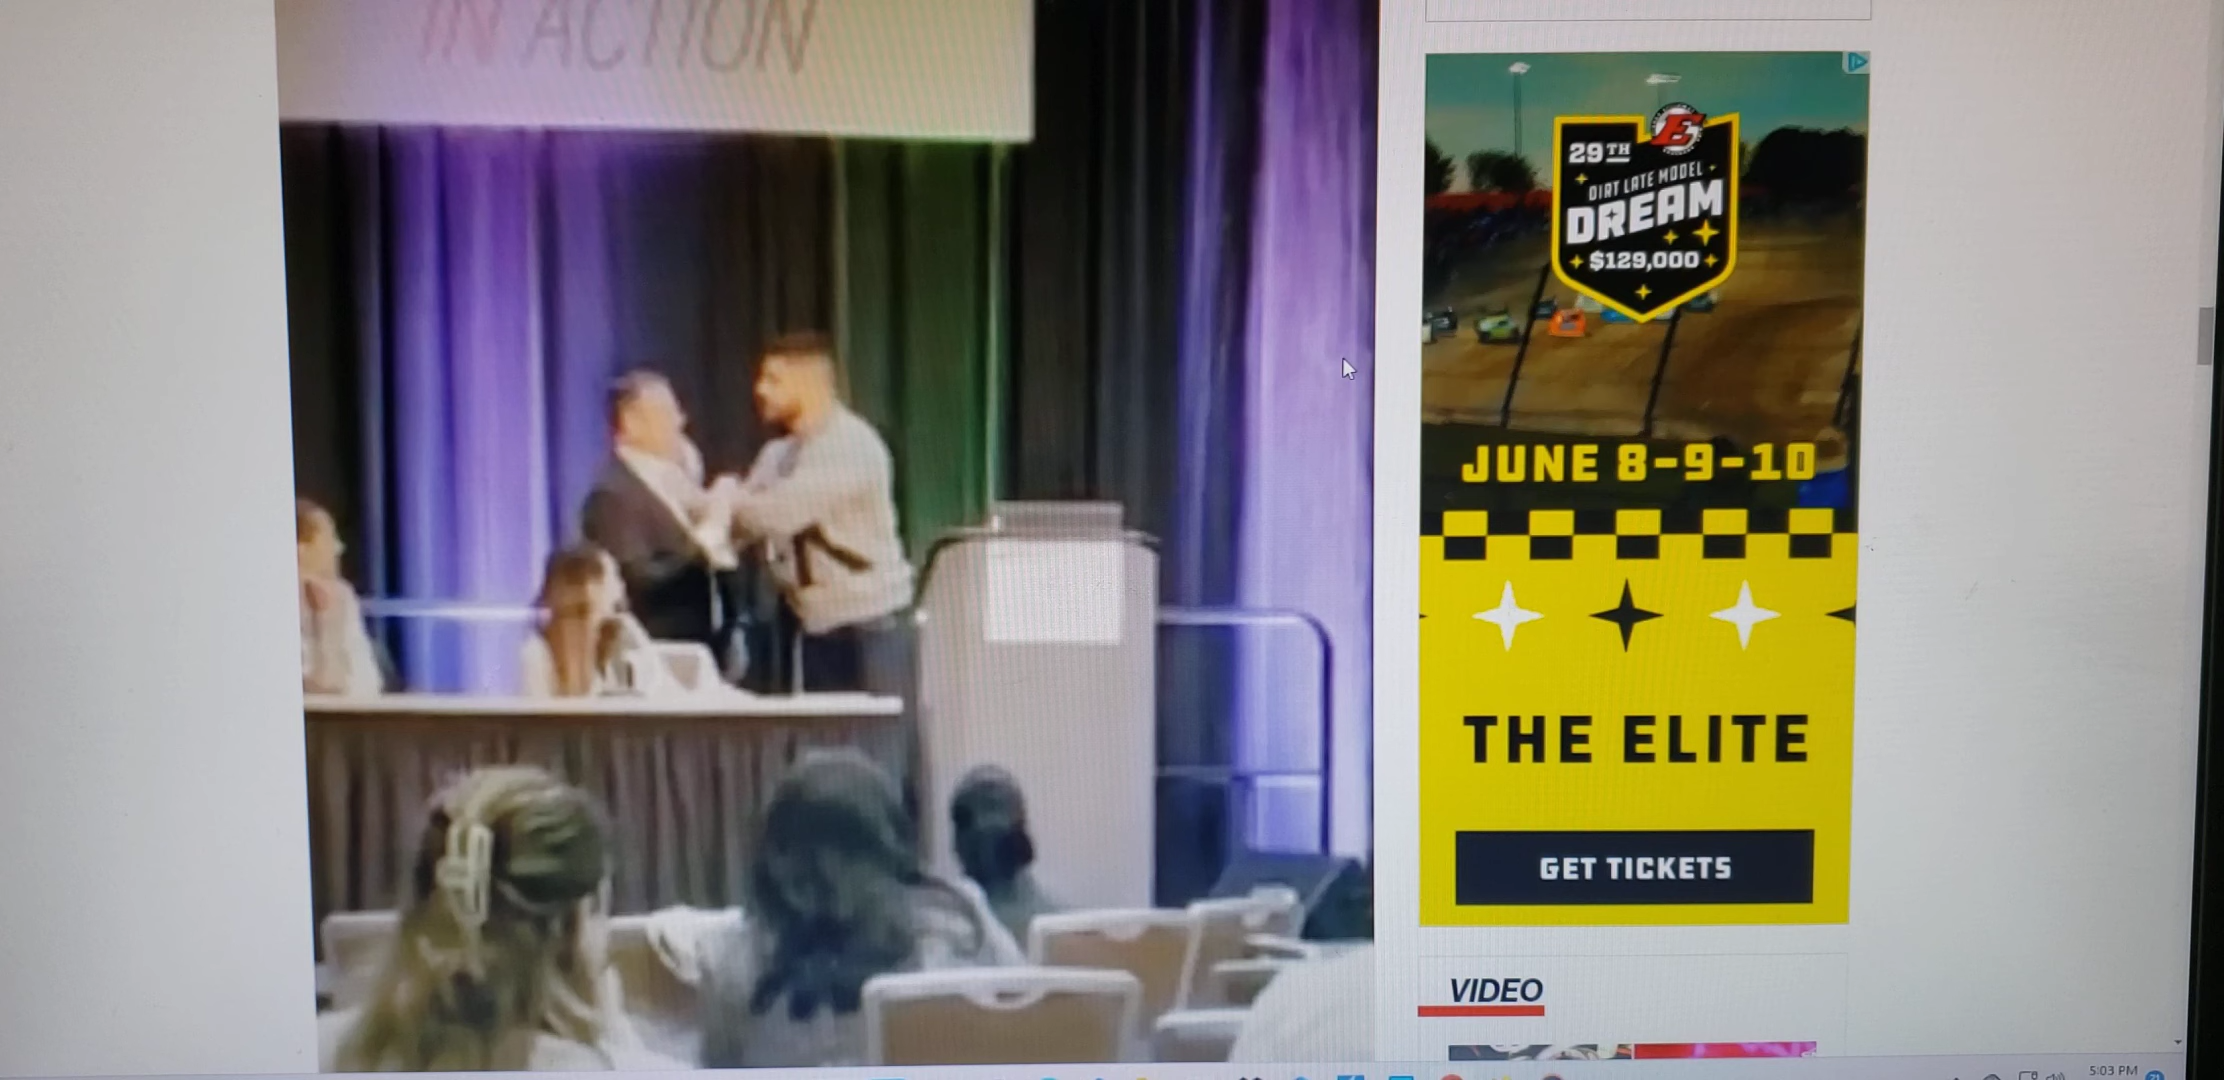 IN ACTION
29TH
DIRT LATE MODEL
DREAM
$129,000
JUNE 8-9-10
THE ELITE
GET TICKETS
VIDEO
5:03 PM